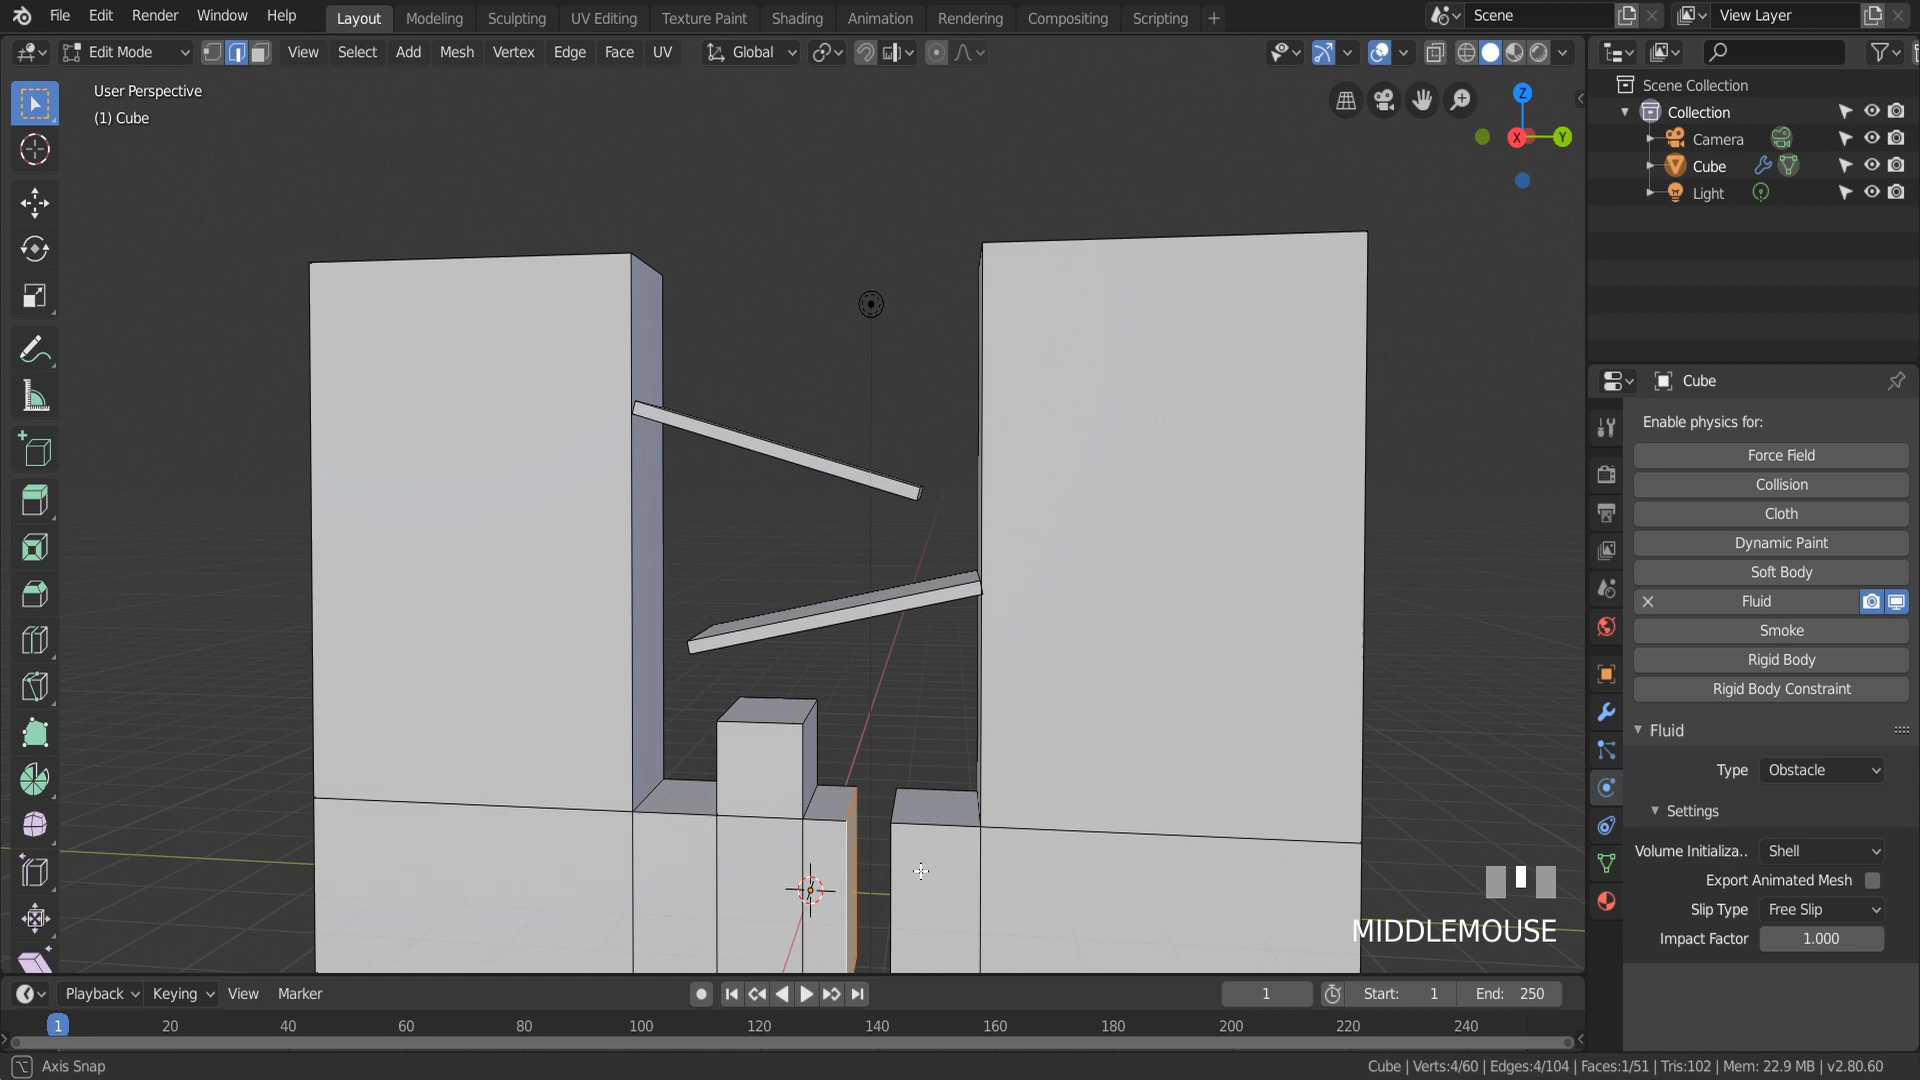 File Edit Render Window Help Layout Modeling Sculpting UV Editing Texture Paint Shading Animation Rendering Compositing Scripting + Scene View Layer
Edit Mode View Select Add Mesh Vertex Edge Face UV Global
User Perspective
(1) Cube
Z
X
Y
Scene Collection
Collection
Camera
Cube
Light
Cube
Enable physics for:
Force Field
Collision
Cloth
Dynamic Paint
Soft Body
Fluid
Smoke
Rigid Body
Rigid Body Constraint
Fluid
Type Obstacle
Settings
Volume Initializa.. Shell
Export Animated Mesh
Slip Type Free Slip
Impact Factor 1.000
MIDDLEMOUSE
Playback Keying View Marker 1 Start: 1 End: 250
1 20 40 60 80 100 120 140 160 180 200 220 240
Axis Snap
Cube | Verts:4/60 | Edges:4/104 | Faces:1/51 | Tris:102 | Mem: 22.9 MB | v2.80.60